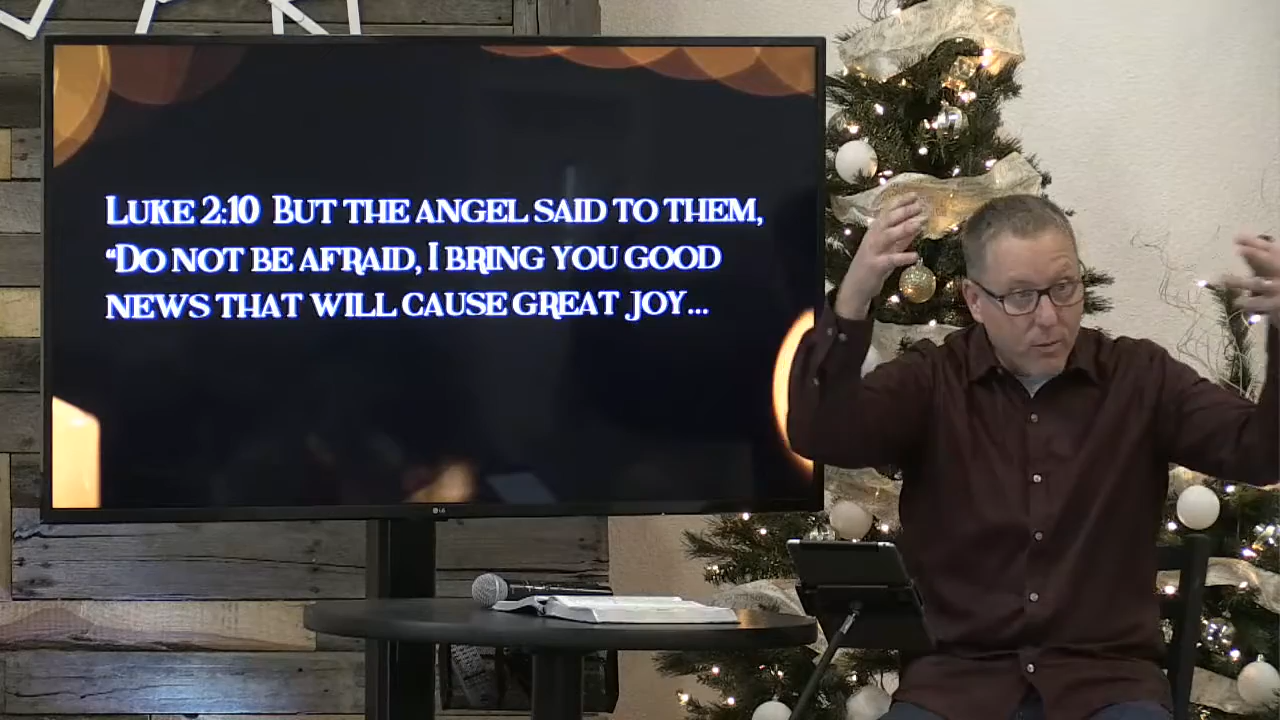 LUKE 2:10 BUT THE ANGEL SAID TO THEM,
“DO NOT BE AFRAID, I BRING YOU GOOD
NEWS THAT WILL CAUSE GREAT JOY...
LG